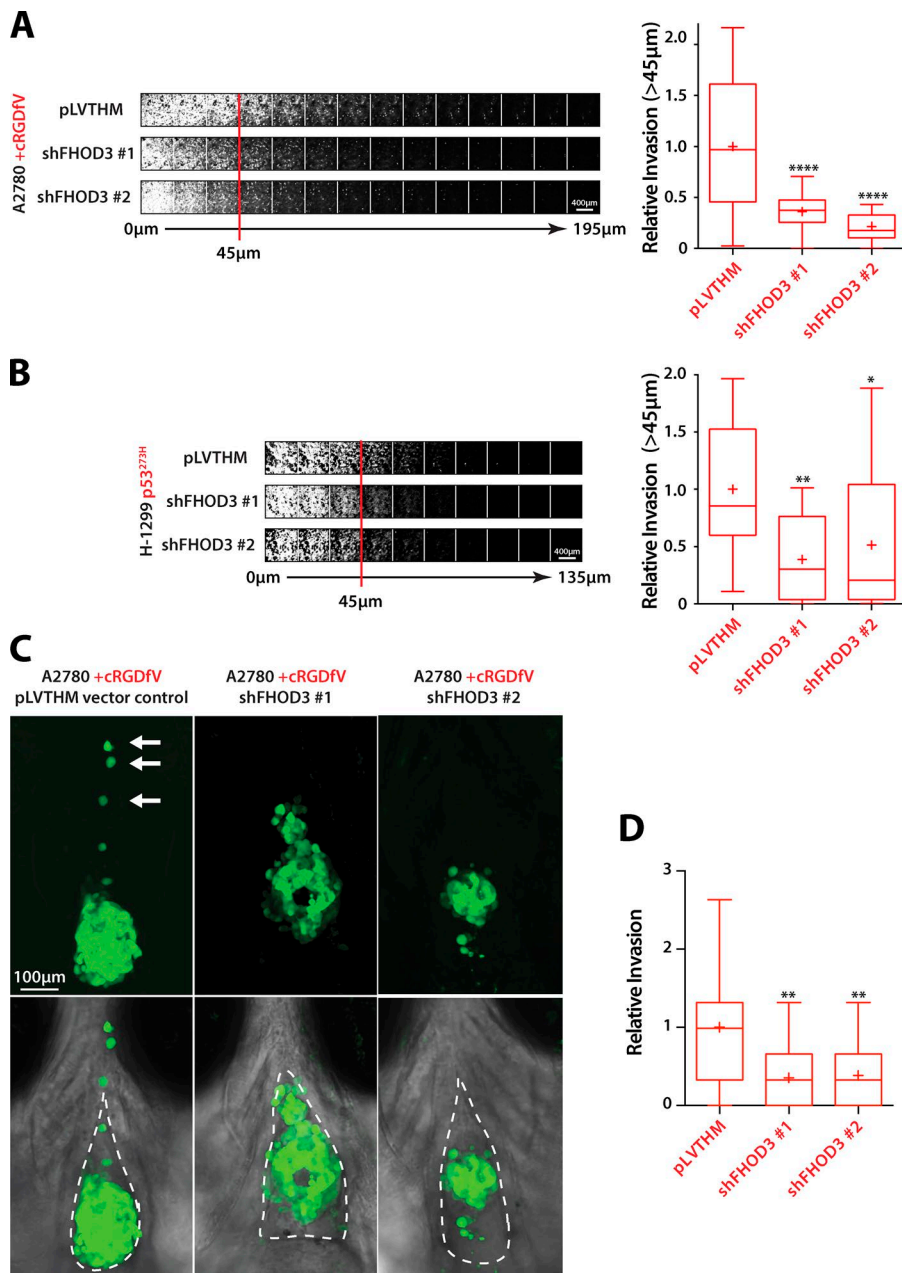 A
A2780 +cRGDfV
pLVTHM
shFHOD3 #1
shFHOD3 #2
400μm
0μm
195μm
45μm
Relative Invasion (>45μm)
2.0
1.5
1.0
0.5
0
****
****
pLVTHM
shFHOD3 #1
shFHOD3 #2
B
H-1299 p53²⁷³ᴴ
pLVTHM
shFHOD3 #1
shFHOD3 #2
400μm
0μm
135μm
45μm
Relative Invasion (>45μm)
2.0
1.5
1.0
0.5
0
**
*
pLVTHM
shFHOD3 #1
shFHOD3 #2
C
A2780 +cRGDfV
pLVTHM vector control
A2780 +cRGDfV
shFHOD3 #1
A2780 +cRGDfV
shFHOD3 #2
100μm
D
Relative Invasion
3
2
1
0
**
**
pLVTHM
shFHOD3 #1
shFHOD3 #2